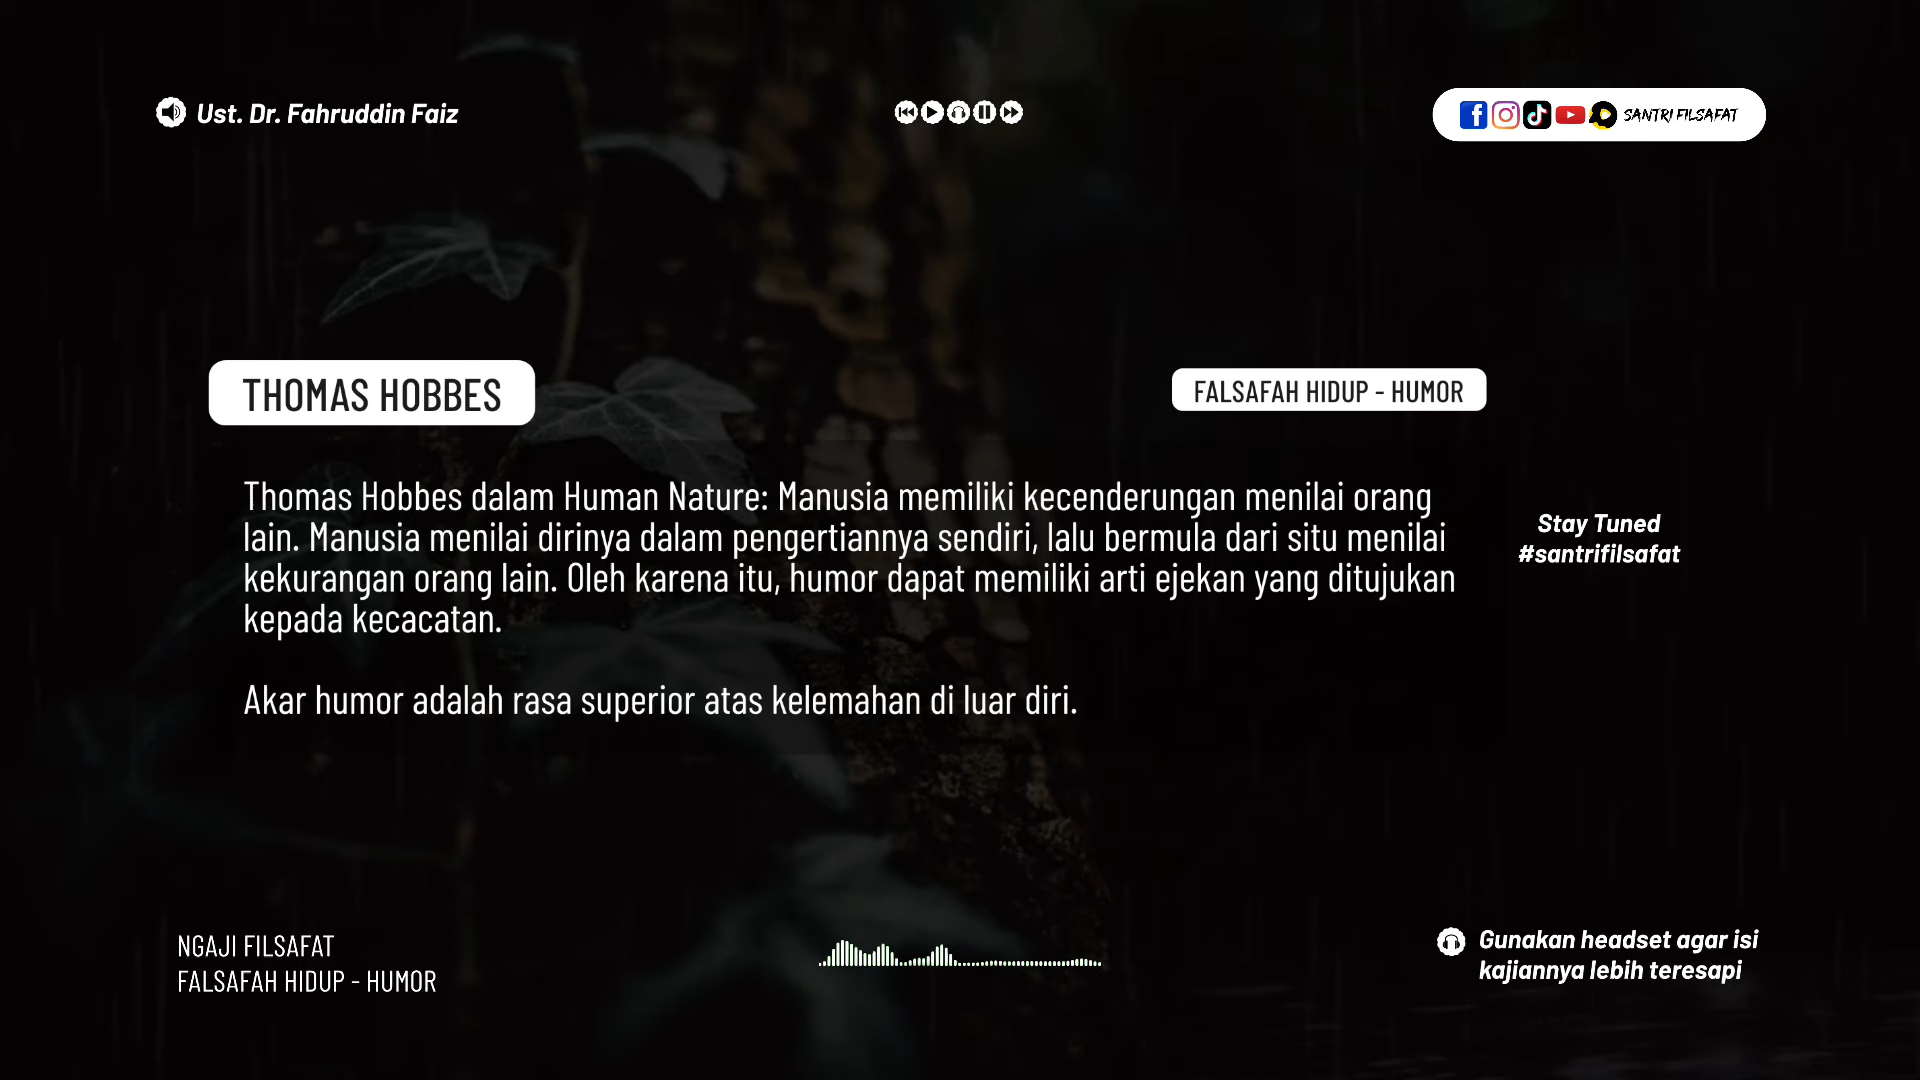 Ust. Dr. Fahruddin Faiz
SANTRI FILSAFAT
THOMAS HOBBES
FALSAFAH HIDUP - HUMOR
Thomas Hobbes dalam Human Nature: Manusia memiliki kecenderungan menilai orang
lain. Manusia menilai dirinya dalam pengertiannya sendiri, lalu bermula dari situ menilai
kekurangan orang lain. Oleh karena itu, humor dapat memiliki arti ejekan yang ditujukan
kepada kecacatan.
Akar humor adalah rasa superior atas kelemahan di luar diri.
Stay Tuned
#santrifilsafat
NGAJI FILSAFAT
FALSAFAH HIDUP - HUMOR
Gunakan headset agar isi
kajiannya lebih teresapi